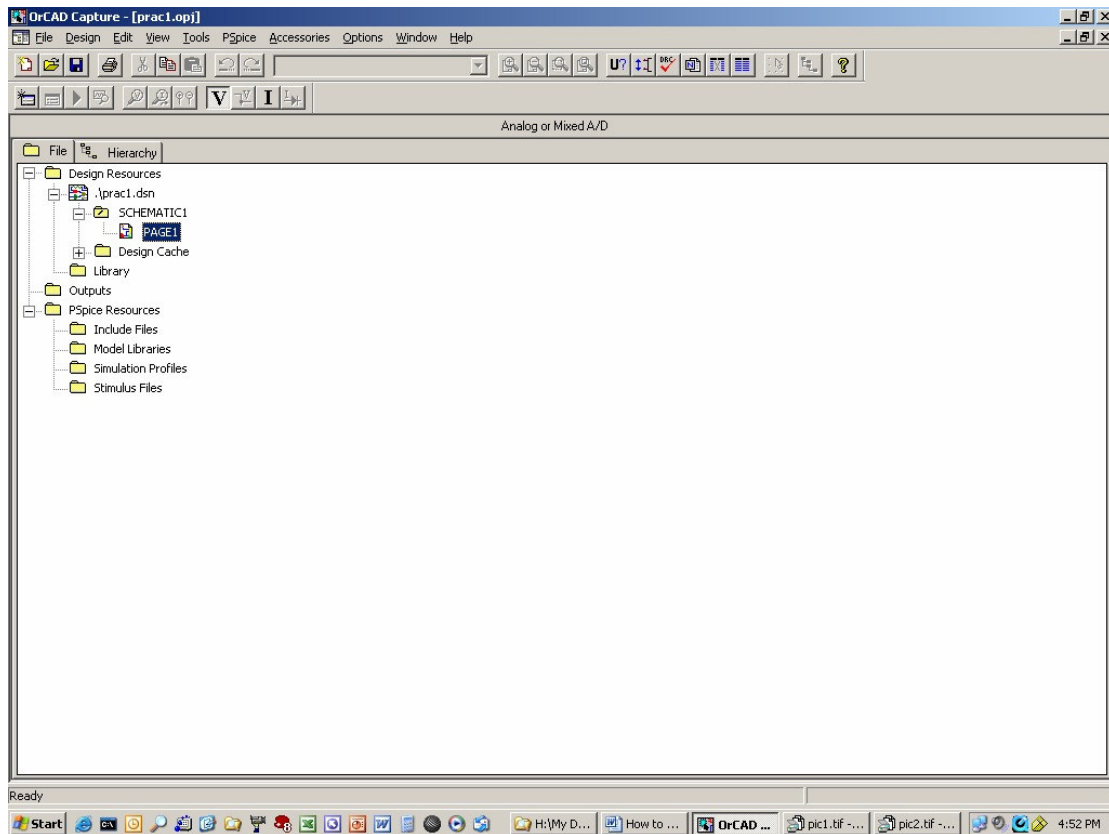 OrCAD Capture - [prac1.opj]
File Design Edit View Tools PSpice Accessories Options Window Help
U? DRC
V V I
Analog or Mixed A/D
File Hierarchy
Design Resources
.\prac1.dsn
SCHEMATIC1
PAGE1
Design Cache
Library
Outputs
PSpice Resources
Include Files
Model Libraries
Simulation Profiles
Stimulus Files
Ready
Start H:\My D... How to ... OrCAD ... pic1.tif -... pic2.tif -... 4:52 PM